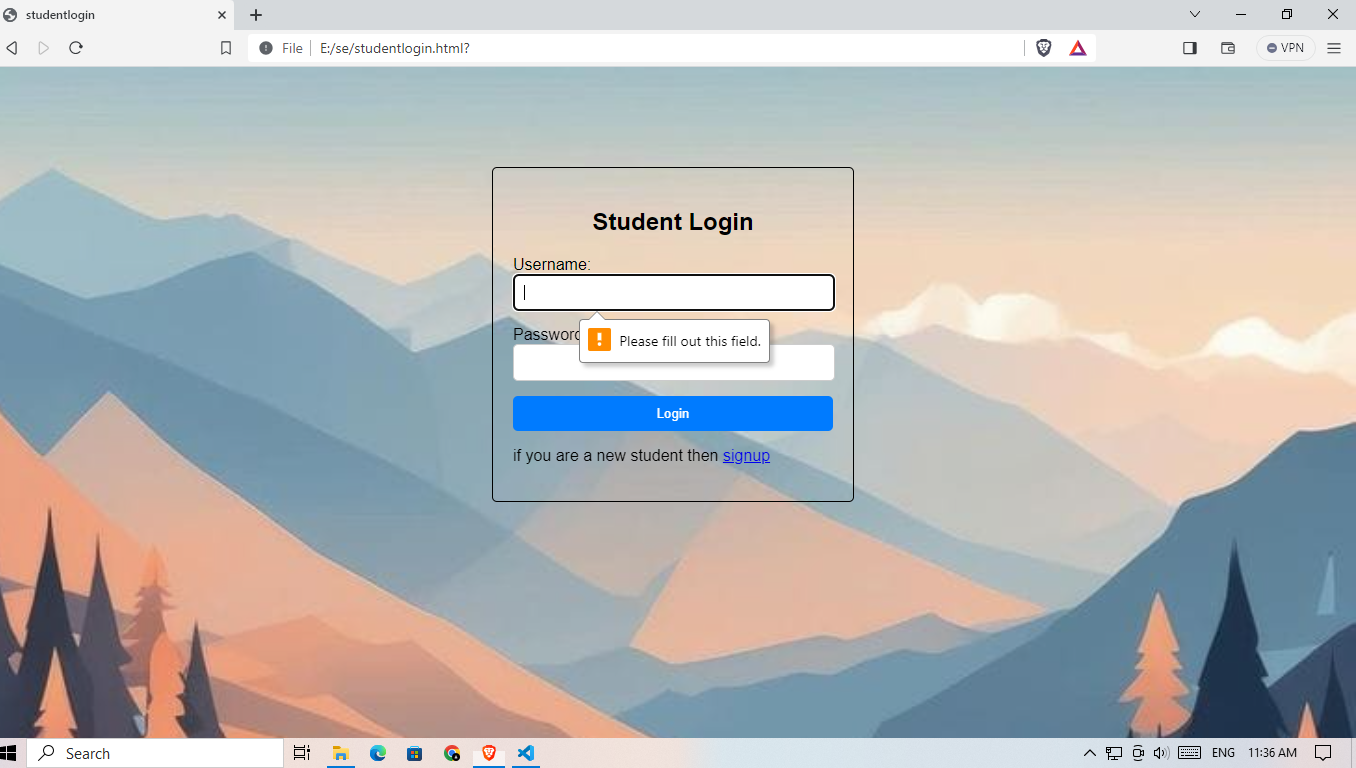 studentlogin
File
E:/se/studentlogin.html?
VPN
Student Login
Username:
Password
Please fill out this field.
Login
if you are a new student then signup
Search
ENG
11:36 AM